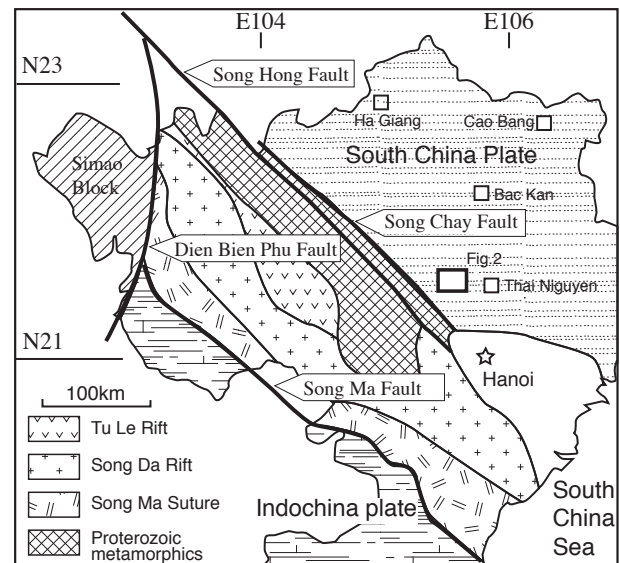 E104
E106
N23
Song Hong Fault
Ha Giang
Cao Bang
South China Plate
Simao
Block
Bac Kan
Song Chay Fault
Dien Bien Phu Fault
Fig.2
Thai Niguyen
N21
Hanoi
100km
Song Ma Fault
Tu Le Rift
Song Da Rift
Song Ma Suture
Proterozoic
metamorphics
Indochina plate
South
China
Sea